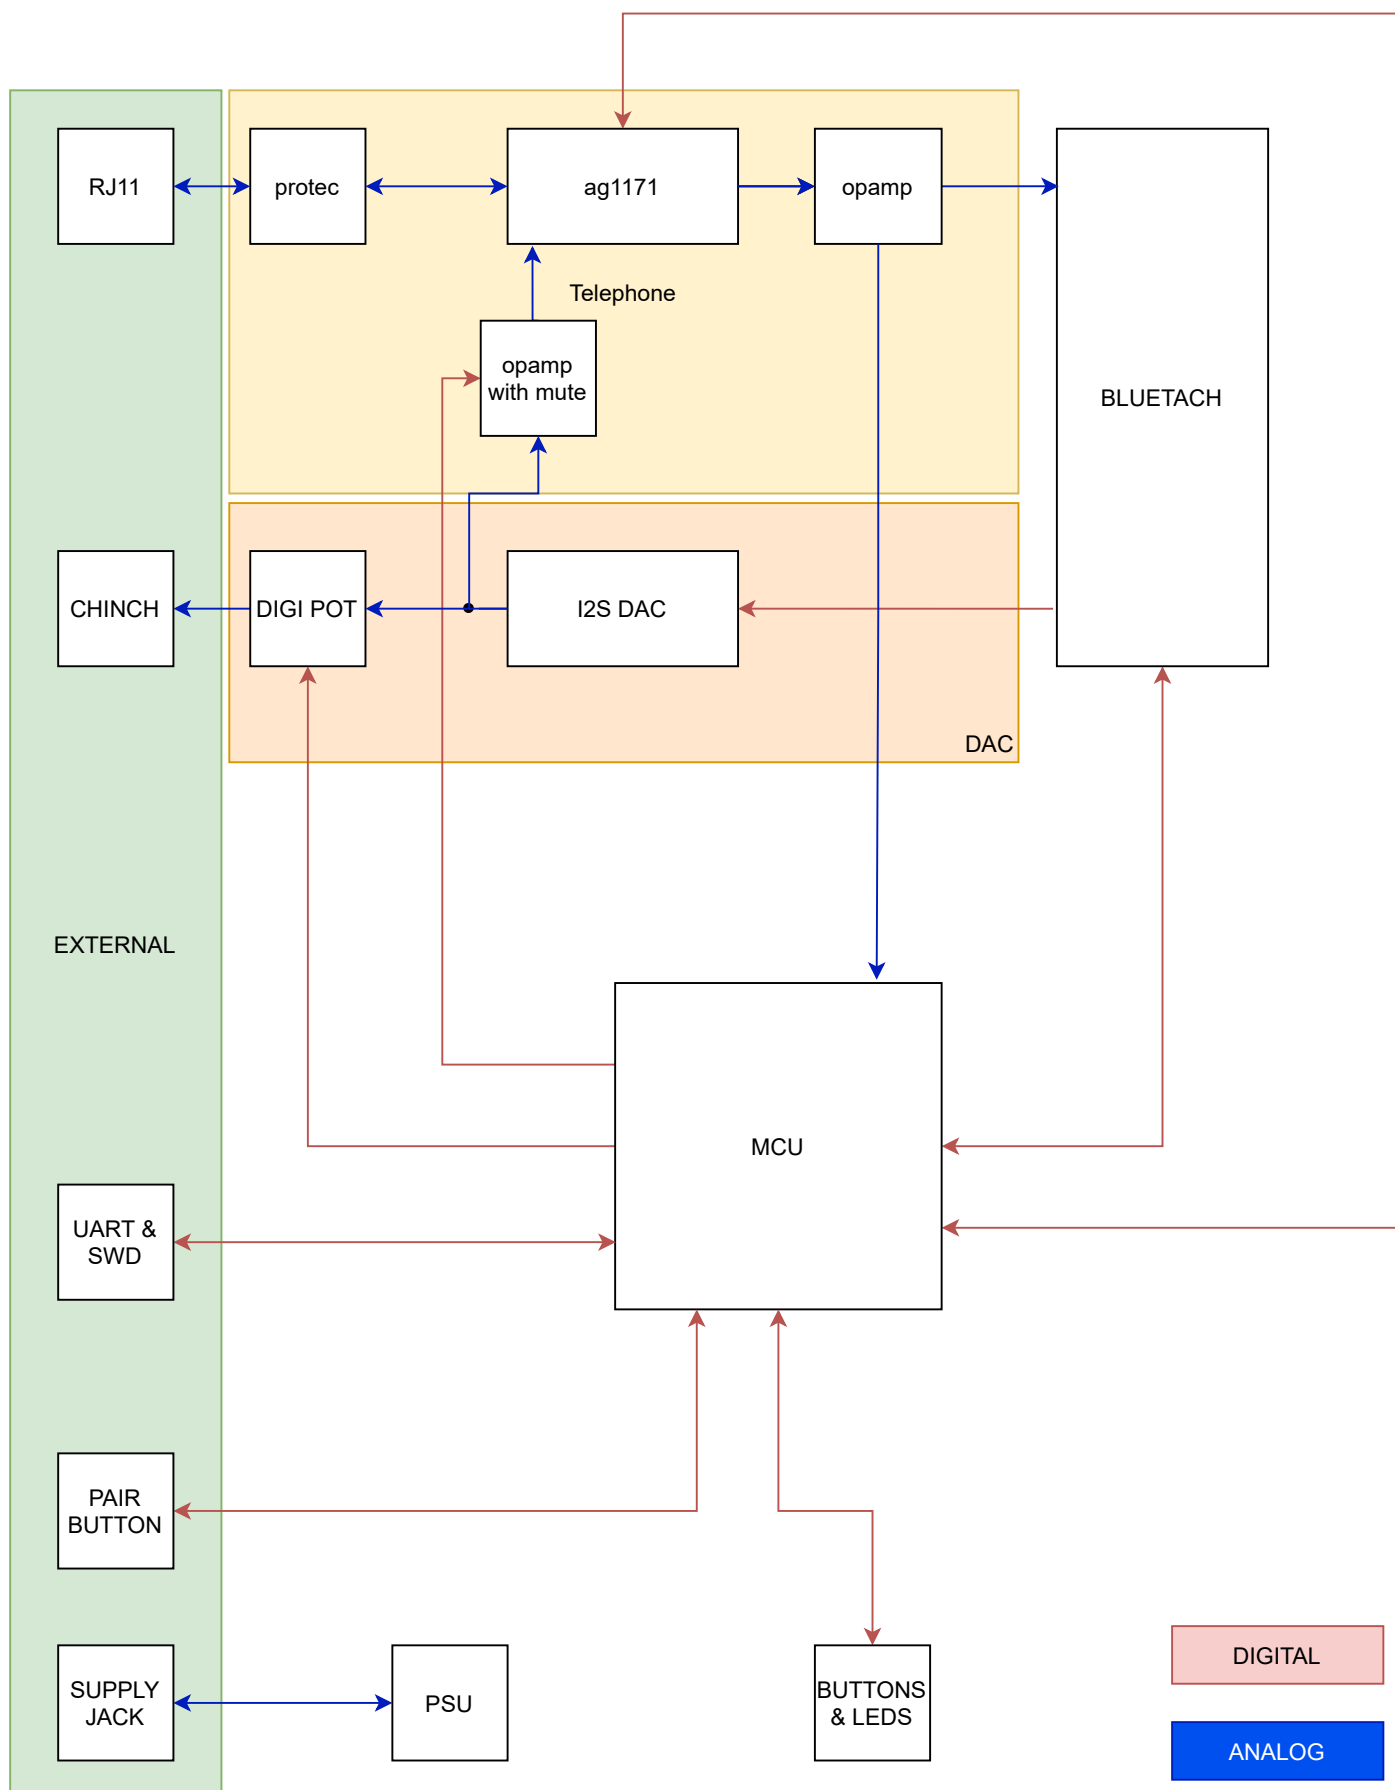 RJ11
protec
ag1171
opamp
Telephone
opamp
with mute
BLUETACH
CHINCH
DIGI POT
I2S DAC
DAC
EXTERNAL
MCU
UART &
SWD
PAIR
BUTTON
SUPPLY
JACK
PSU
BUTTONS
& LEDS
DIGITAL
ANALOG